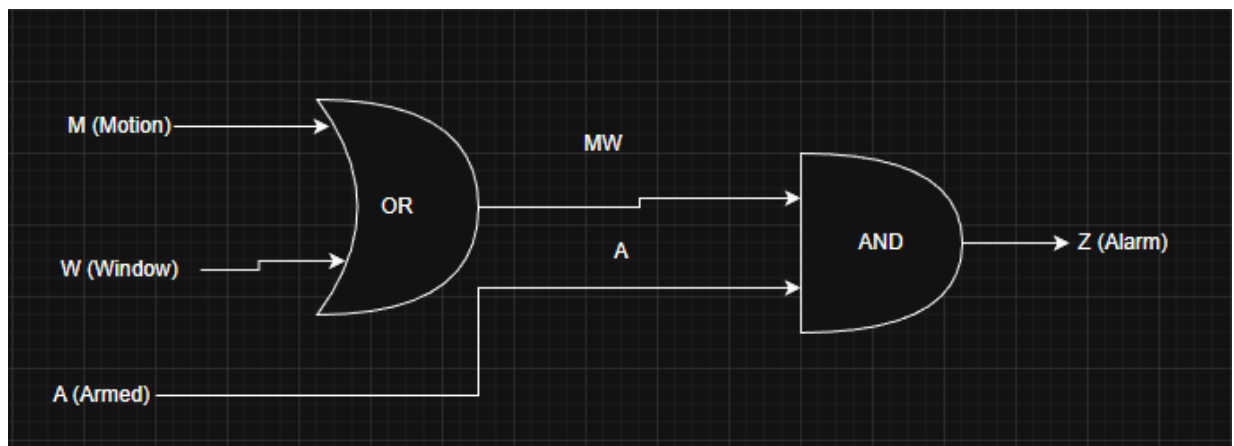 M (Motion)
MW
OR
W (Window)
A
AND
Z (Alarm)
A (Armed)